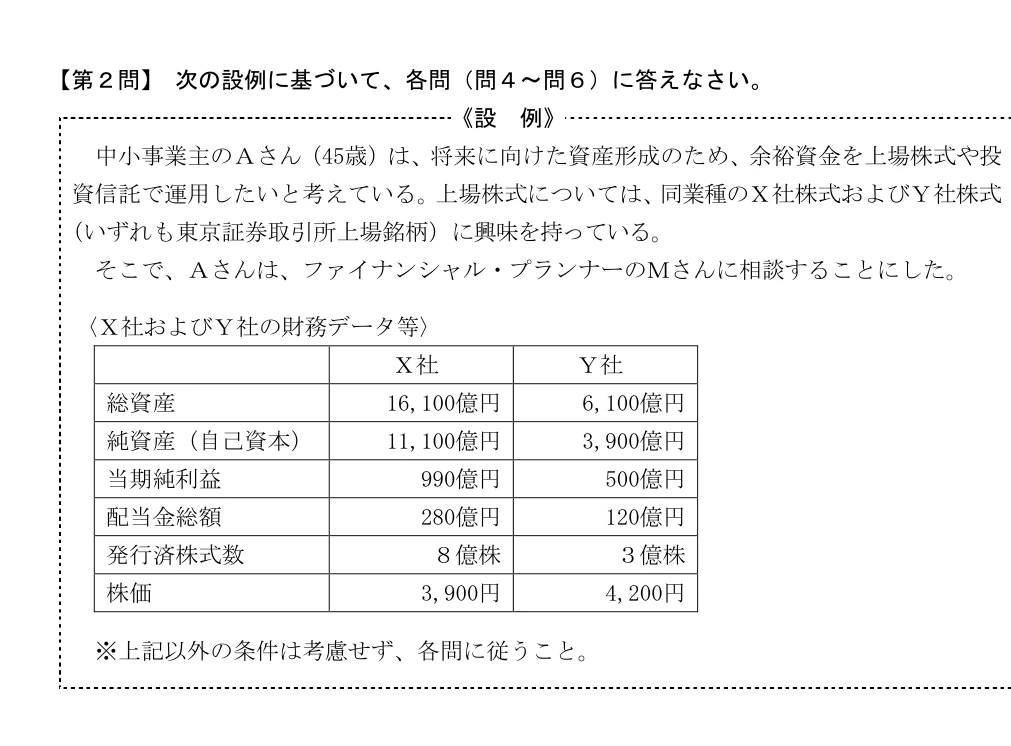 【第２問】　次の設例に基づいて、各問（問４～問６）に答えなさい。
《設　例》
中小事業主のＡさん（45歳）は、将来に向けた資産形成のため、余裕資金を上場株式や投
資信託で運用したいと考えている。上場株式については、同業種のＸ社株式およびＹ社株式
（いずれも東京証券取引所上場銘柄）に興味を持っている。
そこで、Ａさんは、ファイナンシャル・プランナーのＭさんに相談することにした。
〈Ｘ社およびＹ社の財務データ等〉
Ｘ社　Ｙ社
総資産　16,100億円　6,100億円
純資産（自己資本）　11,100億円　3,900億円
当期純利益　990億円　500億円
配当金総額　280億円　120億円
発行済株式数　８億株　３億株
株価　3,900円　4,200円
※上記以外の条件は考慮せず、各問に従うこと。